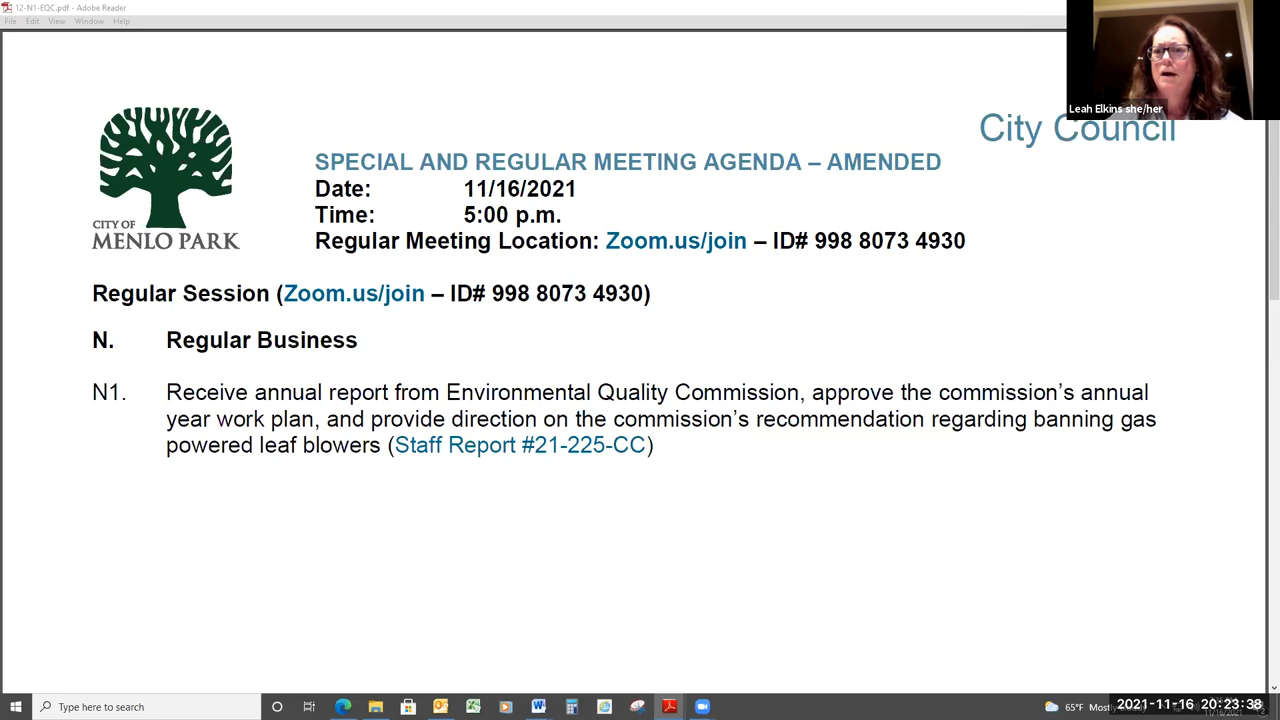 12-N1-EQC.pdf - Adobe Reader
File Edit View Window Help
Leah Elkins she/her
City Council
CITY OF
MENLO PARK
SPECIAL AND REGULAR MEETING AGENDA – AMENDED
Date: 11/16/2021
Time: 5:00 p.m.
Regular Meeting Location: Zoom.us/join – ID# 998 8073 4930
Regular Session (Zoom.us/join – ID# 998 8073 4930)
N. Regular Business
N1. Receive annual report from Environmental Quality Commission, approve the commission's annual
year work plan, and provide direction on the commission's recommendation regarding banning gas
powered leaf blowers (Staff Report #21-225-CC)
Type here to search
65°F
2021-11-16 20:23:38